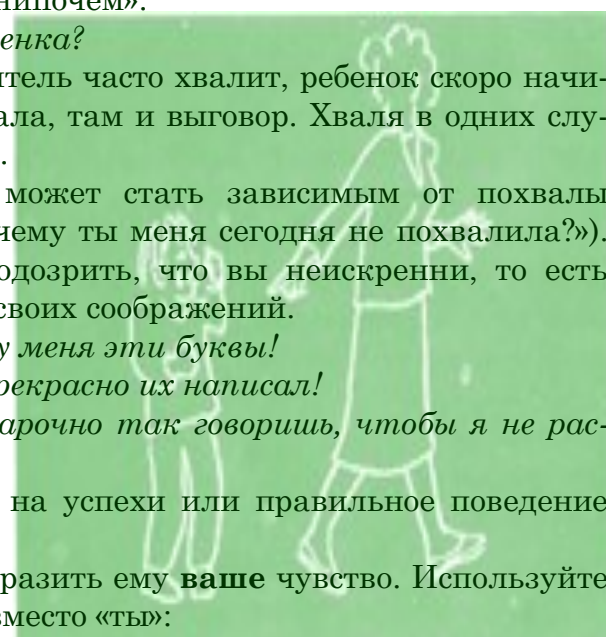 нипочем».
енка?
итель часто хвалит, ребенок скоро начи-
ала, там и выговор. Хваля в одних слу-
.
может стать зависимым от похвалы
чему ты меня сегодня не похвалила?»).
одозрить, что вы неискренни, то есть
своих соображений.
у меня эти буквы!
рекрасно их написал!
арочно так говоришь, чтобы я не рас-
на успехи или правильное поведение
разить ему ваше чувство. Используйте
вместо «ты»: